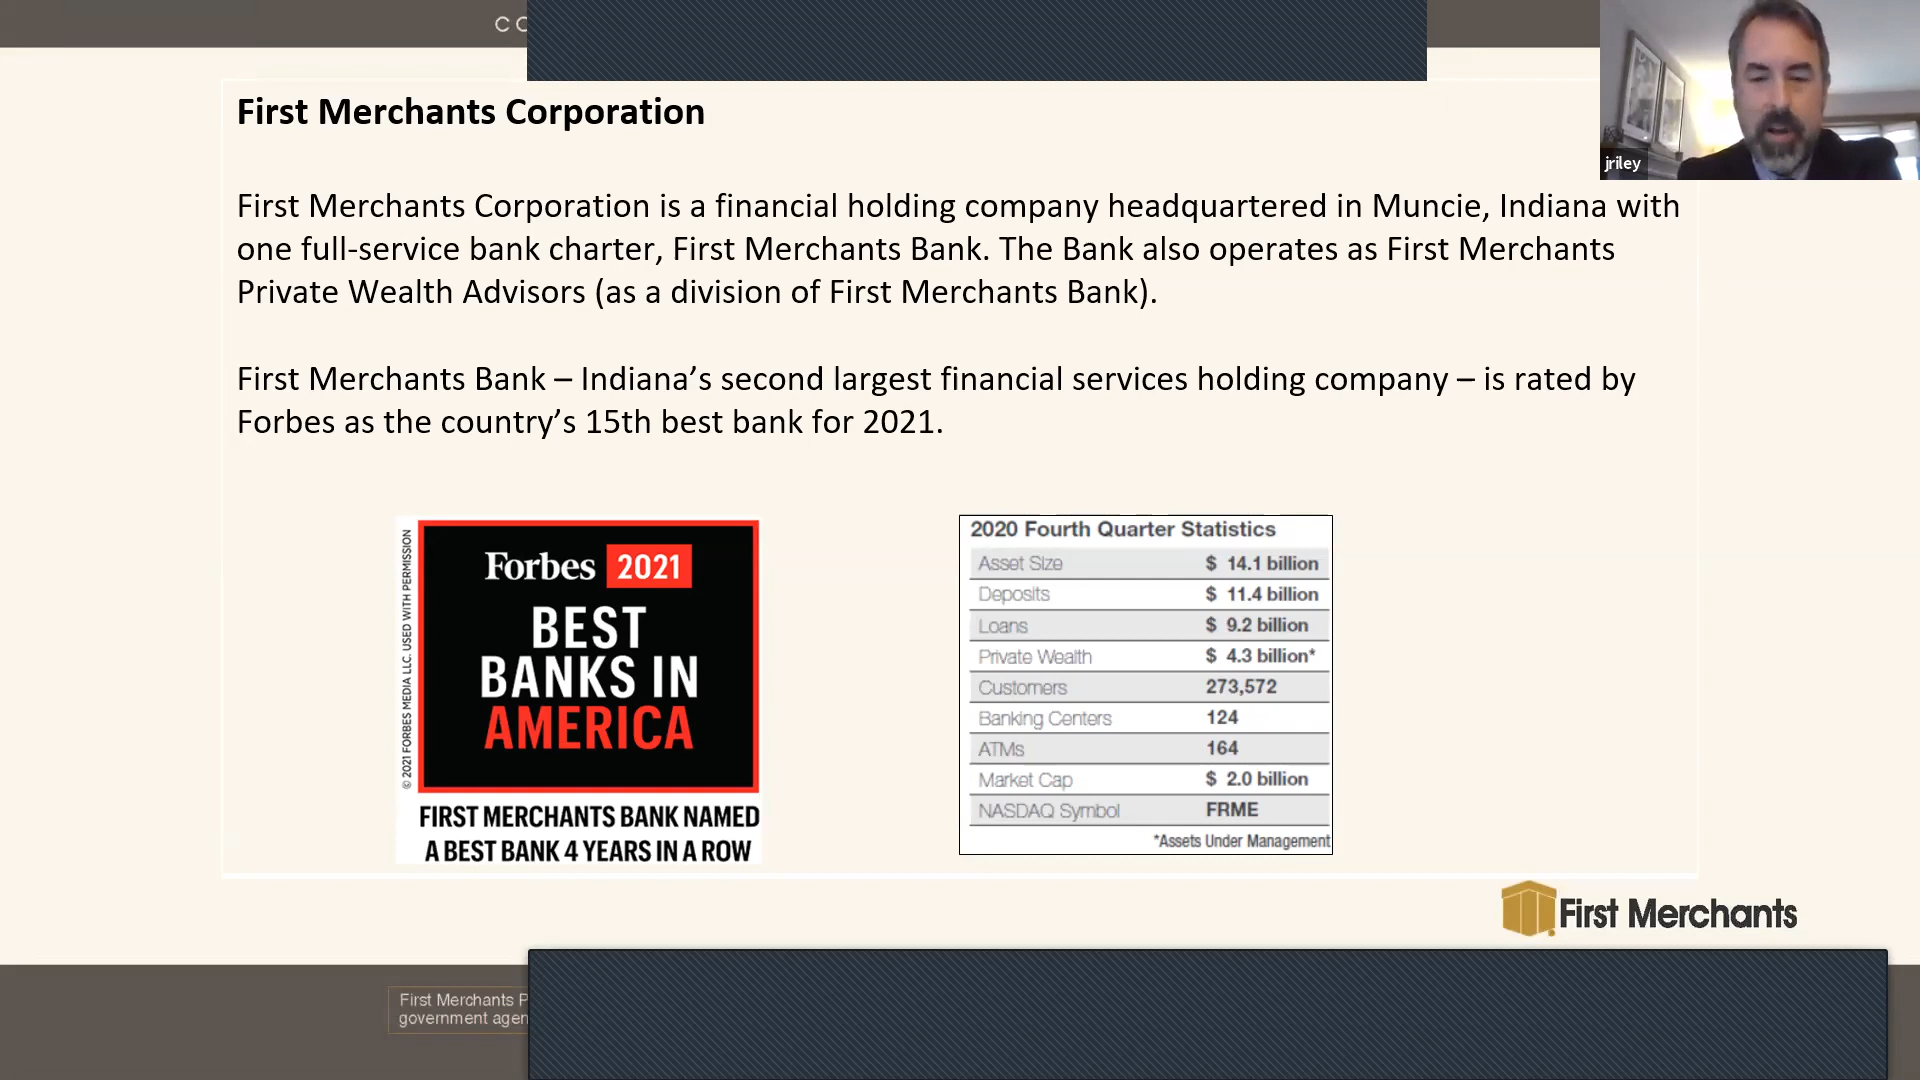 CO
jriley
First Merchants Corporation
First Merchants Corporation is a financial holding company headquartered in Muncie, Indiana with
one full-service bank charter, First Merchants Bank. The Bank also operates as First Merchants
Private Wealth Advisors (as a division of First Merchants Bank).
First Merchants Bank – Indiana’s second largest financial services holding company – is rated by
Forbes as the country’s 15th best bank for 2021.
© 2021 FORBES MEDIA LLC. USED WITH PERMISSION
Forbes 2021
BEST
BANKS IN
AMERICA
FIRST MERCHANTS BANK NAMED
A BEST BANK 4 YEARS IN A ROW
2020 Fourth Quarter Statistics
Asset Size $ 14.1 billion
Deposits $ 11.4 billion
Loans $ 9.2 billion
Private Wealth $ 4.3 billion*
Customers 273,572
Banking Centers 124
ATMs 164
Market Cap $ 2.0 billion
NASDAQ Symbol FRME
*Assets Under Management
First Merchants
First Merchants P
government agen